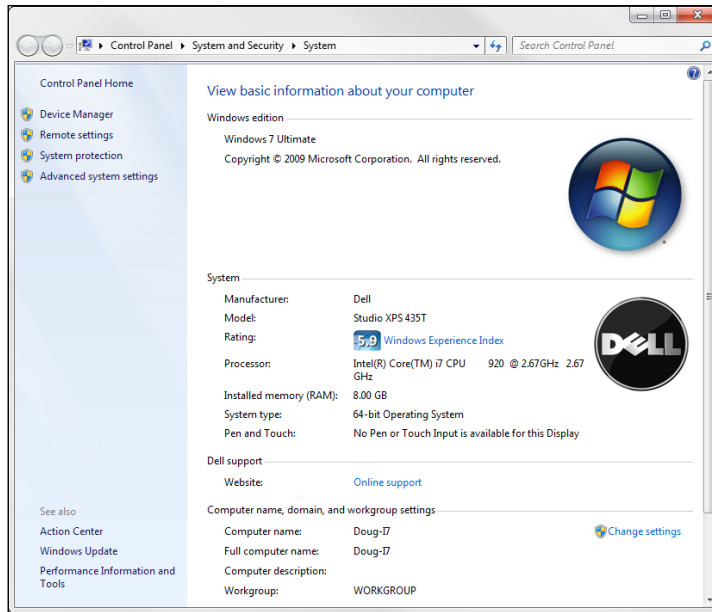 Control Panel ▸ System and Security ▸ System
Search Control Panel
Control Panel Home
Device Manager
Remote settings
System protection
Advanced system settings
See also
Action Center
Windows Update
Performance Information and
Tools
View basic information about your computer
Windows edition
Windows 7 Ultimate
Copyright © 2009 Microsoft Corporation. All rights reserved.
System
Manufacturer: Dell
Model: Studio XPS 435T
Rating: 5.9 Windows Experience Index
Processor: Intel(R) Core(TM) i7 CPU 920 @ 2.67GHz 2.67
GHz
Installed memory (RAM): 8.00 GB
System type: 64-bit Operating System
Pen and Touch: No Pen or Touch Input is available for this Display
DELL
Dell support
Website: Online support
Computer name, domain, and workgroup settings
Computer name: Doug-I7
Change settings
Full computer name: Doug-I7
Computer description:
Workgroup: WORKGROUP